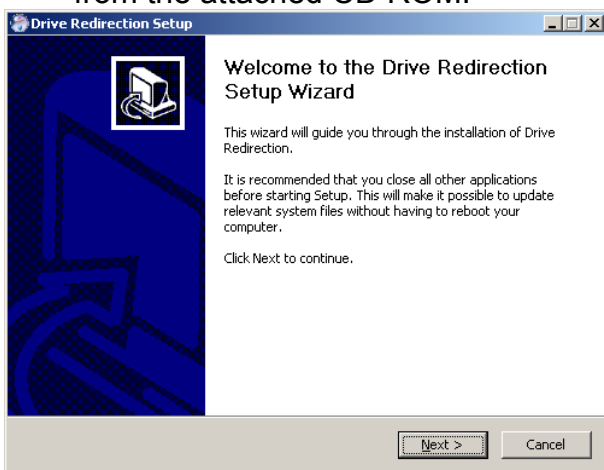 from the attached CD-ROM.
Drive Redirection Setup
Welcome to the Drive Redirection
Setup Wizard
This wizard will guide you through the installation of Drive
Redirection.
It is recommended that you close all other applications
before starting Setup. This will make it possible to update
relevant system files without having to reboot your
computer.
Click Next to continue.
Next >
Cancel